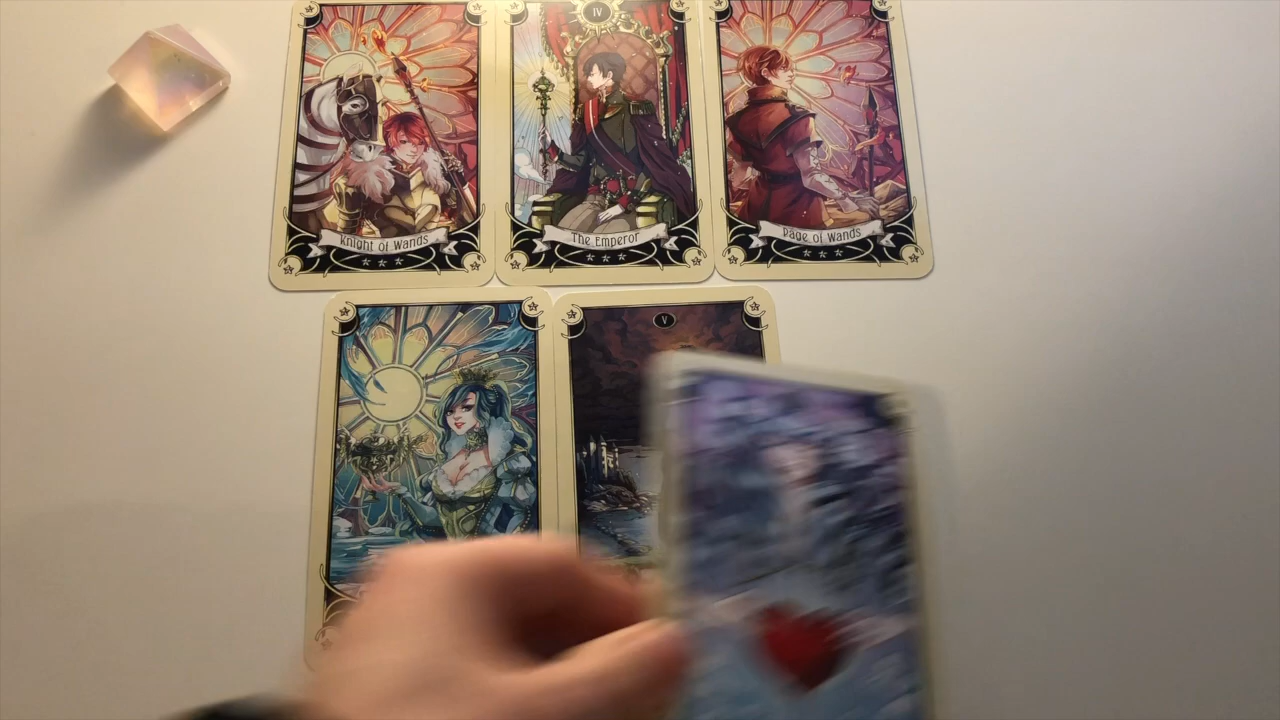 IV
Knight of Wands
The Emperor
Page of Wands
V